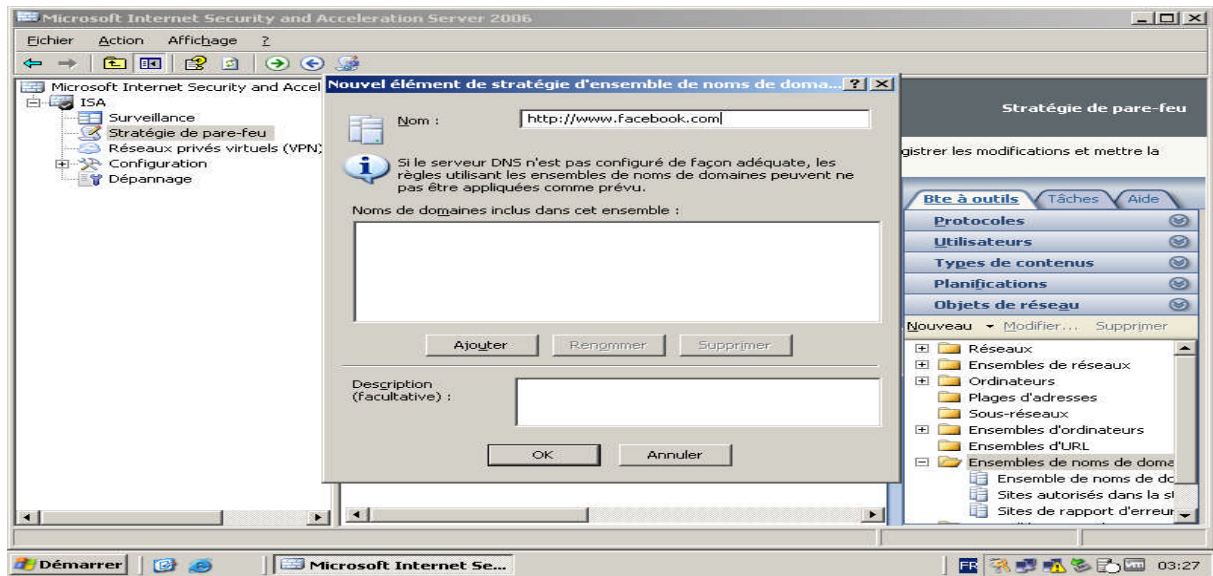 Microsoft Internet Security and Acceleration Server 2006
Fichier Action Affichage ?
Microsoft Internet Security and Accel
ISA
Surveillance
Stratégie de pare-feu
Réseaux privés virtuels (VPN)
Configuration
Dépannage
Nouvel élément de stratégie d'ensemble de noms de doma...
Nom :
http://www.facebook.com
Si le serveur DNS n'est pas configuré de façon adéquate, les
règles utilisant les ensembles de noms de domaines peuvent ne
pas être appliquées comme prévu.
Noms de domaines inclus dans cet ensemble :
Ajouter Renommer Supprimer
Description
(facultative) :
OK Annuler
Stratégie de pare-feu
gistrer les modifications et mettre la
Bte à outils Tâches Aide
Protocoles
Utilisateurs
Types de contenus
Planifications
Objets de réseau
Nouveau Modifier... Supprimer
Réseaux
Ensembles de réseaux
Ordinateurs
Plages d'adresses
Sous-réseaux
Ensembles d'ordinateurs
Ensembles d'URL
Ensembles de noms de doma
Ensemble de noms de dc
Sites autorisés dans la st
Sites de rapport d'erreur
Démarrer
Microsoft Internet Se...
FR
03:27